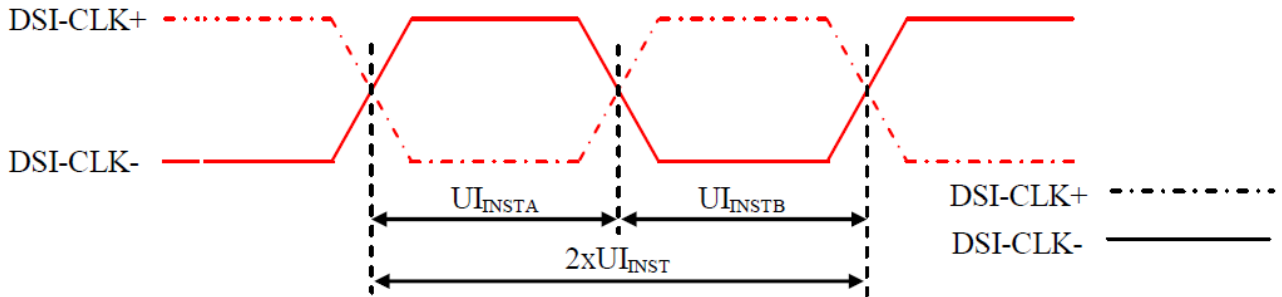 DSI-CLK+
DSI-CLK-
UIINSTA UIINSTB
2xUIINST
DSI-CLK+
DSI-CLK-